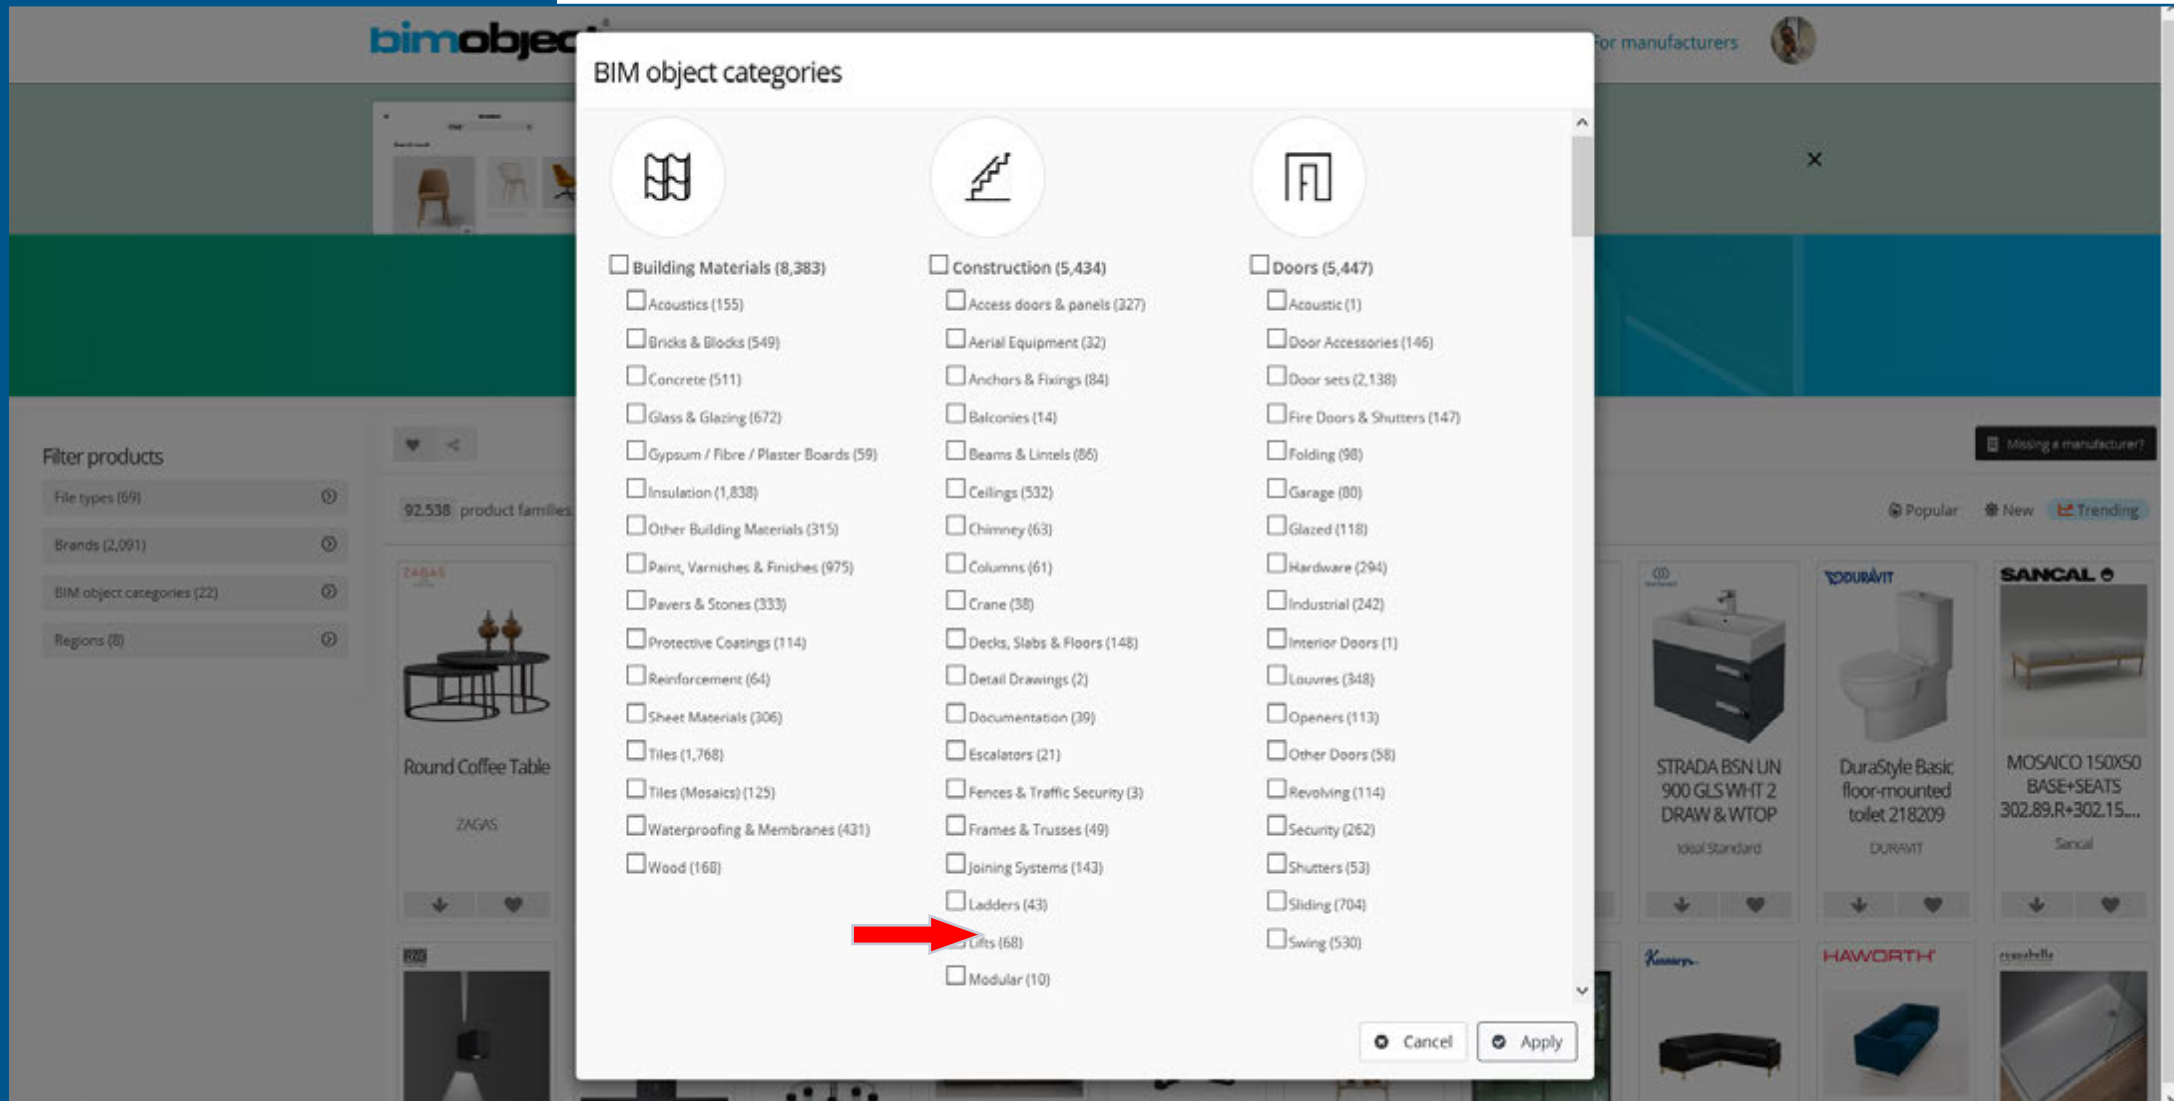 bimobject
For manufacturers
BIM object categories
Building Materials (8,383)
Acoustics (155)
Bricks & Blocks (549)
Concrete (511)
Glass & Glazing (672)
Gypsum / Fibre / Plaster Boards (59)
Insulation (1,838)
Other Building Materials (315)
Paint, Varnishes & Finishes (975)
Pavers & Stones (333)
Protective Coatings (114)
Reinforcement (64)
Sheet Materials (306)
Tiles (1,768)
Tiles (Mosaics) (125)
Waterproofing & Membranes (431)
Wood (168)
Construction (5,434)
Access doors & panels (327)
Aerial Equipment (32)
Anchors & Fixings (84)
Balconies (14)
Beams & Lintels (86)
Ceilings (532)
Chimney (63)
Columns (61)
Crane (38)
Decks, Slabs & Floors (148)
Detail Drawings (2)
Documentation (39)
Escalators (21)
Fences & Traffic Security (3)
Frames & Trusses (49)
Joining Systems (143)
Ladders (43)
Lifts (68)
Modular (10)
Doors (5,447)
Acoustic (1)
Door Accessories (146)
Door sets (2,138)
Fire Doors & Shutters (147)
Folding (98)
Garage (80)
Glazed (118)
Hardware (294)
Industrial (242)
Interior Doors (1)
Louvres (348)
Openers (113)
Other Doors (58)
Revolving (114)
Security (262)
Shutters (53)
Sliding (704)
Swing (530)
Cancel
Apply
Filter products
File types (69)
Brands (2,091)
BIM object categories (22)
Regions (8)
92,538 product families
Missing a manufacturer?
Popular
New
Trending
ZAGAS
Round Coffee Table
ZAGAS
STRADA BSN UN
900 GLS WHT 2
DRAW & WTOP
Ideal Standard
DURAVIT
DuraStyle Basic
floor-mounted
toilet 218209
DURAVIT
SANCAL
MOSAICO 150X50
BASE+SEATS
302.89.R+302.15....
Sancal
HAWORTH